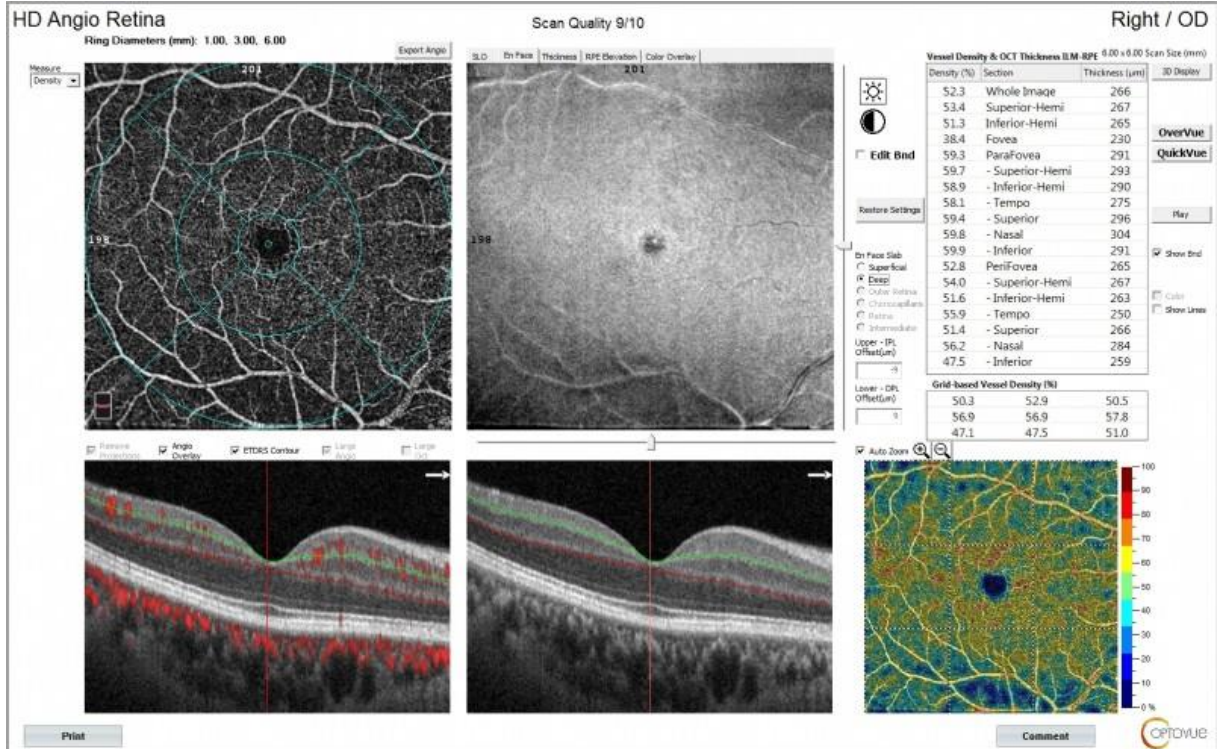 HD Angio Retina
Scan Quality 9/10
Right / OD
Ring Diameters (mm): 1.00, 3.00, 6.00
Export Angio
Measure
Density
201
198
SLO En Face Thickness RPE Elevation Color Overlay
201
198
Edit Bnd
Restore Settings
En Face Slab
Superficial
Deep
Outer Retina
Choriocapillaris
Retina
Intermediate
Upper - IPL
Offset(µm)
-9
Lower - OPL
Offset(µm)
9
Vessel Density & OCT Thickness ILM-RPE 6.00 x 6.00 Scan Size (mm)
Density (%) Section Thickness (µm)
52.3 Whole Image 266
53.4 Superior-Hemi 267
51.3 Inferior-Hemi 265
38.4 Fovea 230
59.3 ParaFovea 291
59.7 - Superior-Hemi 293
58.9 - Inferior-Hemi 290
58.1 - Tempo 275
59.4 - Superior 296
59.8 - Nasal 304
59.9 - Inferior 291
52.8 PeriFovea 265
54.0 - Superior-Hemi 267
51.6 - Inferior-Hemi 263
55.9 - Tempo 250
51.4 - Superior 266
56.2 - Nasal 284
47.5 - Inferior 259
Grid-based Vessel Density (%)
50.3 52.9 50.5
56.9 56.9 57.8
47.1 47.5 51.0
3D Display
OverVue
QuickVue
Play
Show Bnd
Color
Show Lines
Remove Projections
Angio Overlay
ETDRS Contour
Large Angio
Large Oct
Auto Zoom
100
90
80
70
60
50
40
30
20
10
0 %
Print
Comment
OPTOVUE